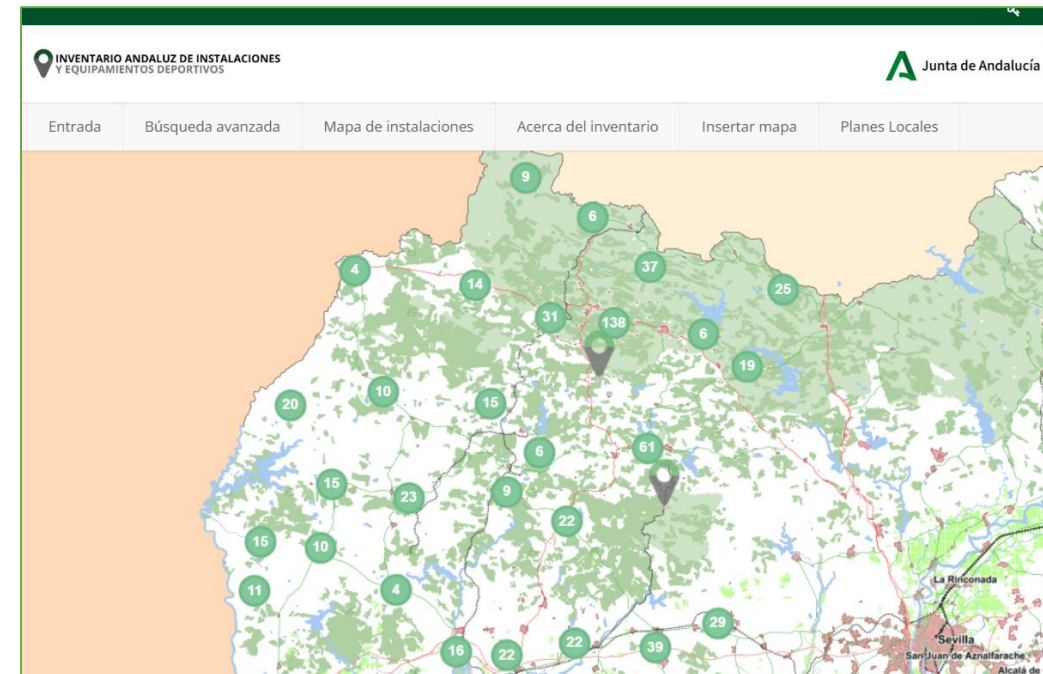 INVENTARIO ANDALUZ DE INSTALACIONES
Y EQUIPAMIENTOS DEPORTIVOS
Junta de Andalucía
Entrada
Búsqueda avanzada
Mapa de instalaciones
Acerca del inventario
Insertar mapa
Planes Locales
9
6
37
4
14
25
31
138
6
19
10
15
20
6
61
15
23
9
22
15
10
11
4
La Rinconada
29
22
39
16
22
Sevilla
San Juan de Aznalfarache
Alcalá de